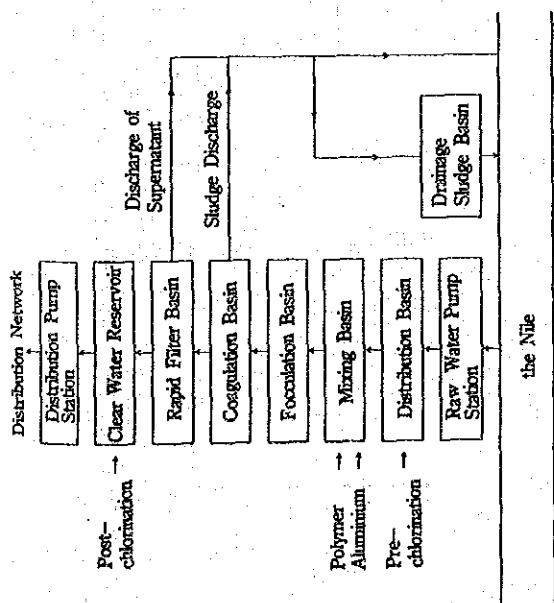 Distribution Network
Distribution Pump
Station
Clear Water Reservoir
Rapid Filter Basin
Coagulation Basin
Focculation Basin
Mixing Basin
Distribution Basin
Raw Water Pump
Station
Post-
chlorination
Polymer
Aluminium
Pre-
chlorination
Discharge of
Supernatant
Sludge Discharge
Drainage
Sludge Basin
the Nile